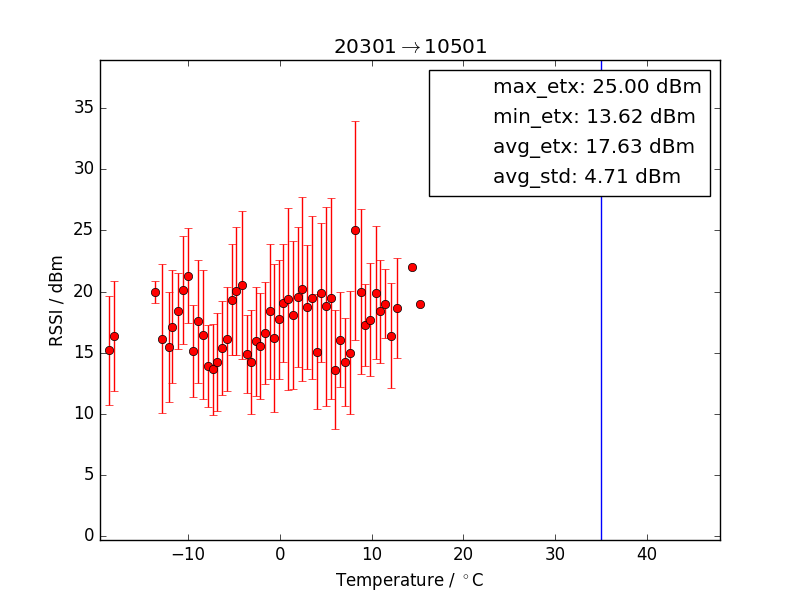 20301→10501
max_etx: 25.00 dBm
min_etx: 13.62 dBm
avg_etx: 17.63 dBm
avg_std: 4.71 dBm
RSSI / dBm
35
30
25
20
15
10
5
0
−10 0 10 20 30 40
Temperature / °C